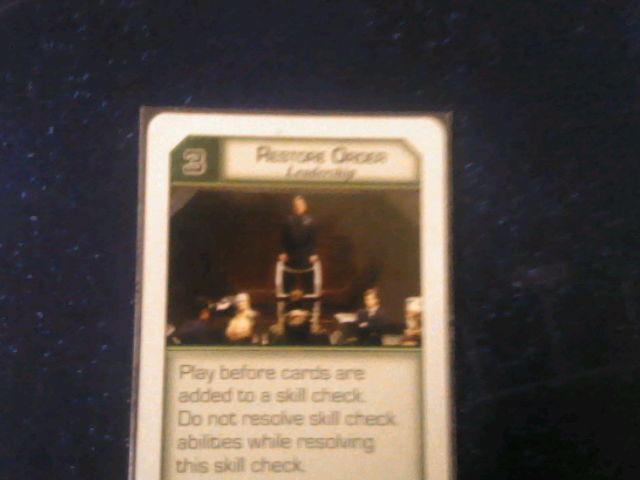 2
Restore Order
Leadership
Play before cards are
added to a skill check.
Do not resolve skill check
abilities while resolving
this skill check.